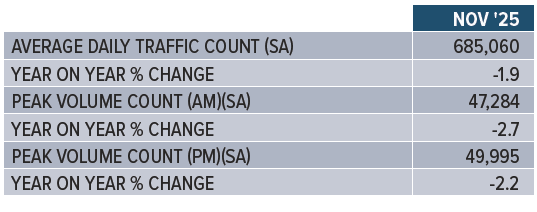 NOV '25
AVERAGE DAILY TRAFFIC COUNT (SA) 685,060
YEAR ON YEAR % CHANGE -1.9
PEAK VOLUME COUNT (AM)(SA) 47,284
YEAR ON YEAR % CHANGE -2.7
PEAK VOLUME COUNT (PM)(SA) 49,995
YEAR ON YEAR % CHANGE -2.2